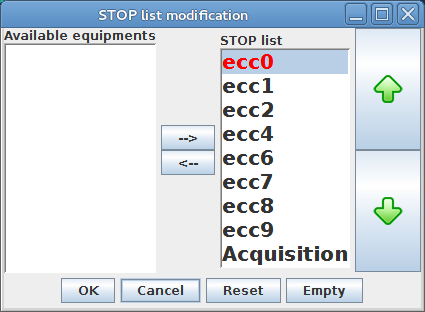 STOP list modification
Available equipments
STOP list
ecc0
ecc1
ecc2
ecc4
ecc6
ecc7
ecc8
ecc9
Acquisition
-->
<--
OK
Cancel
Reset
Empty